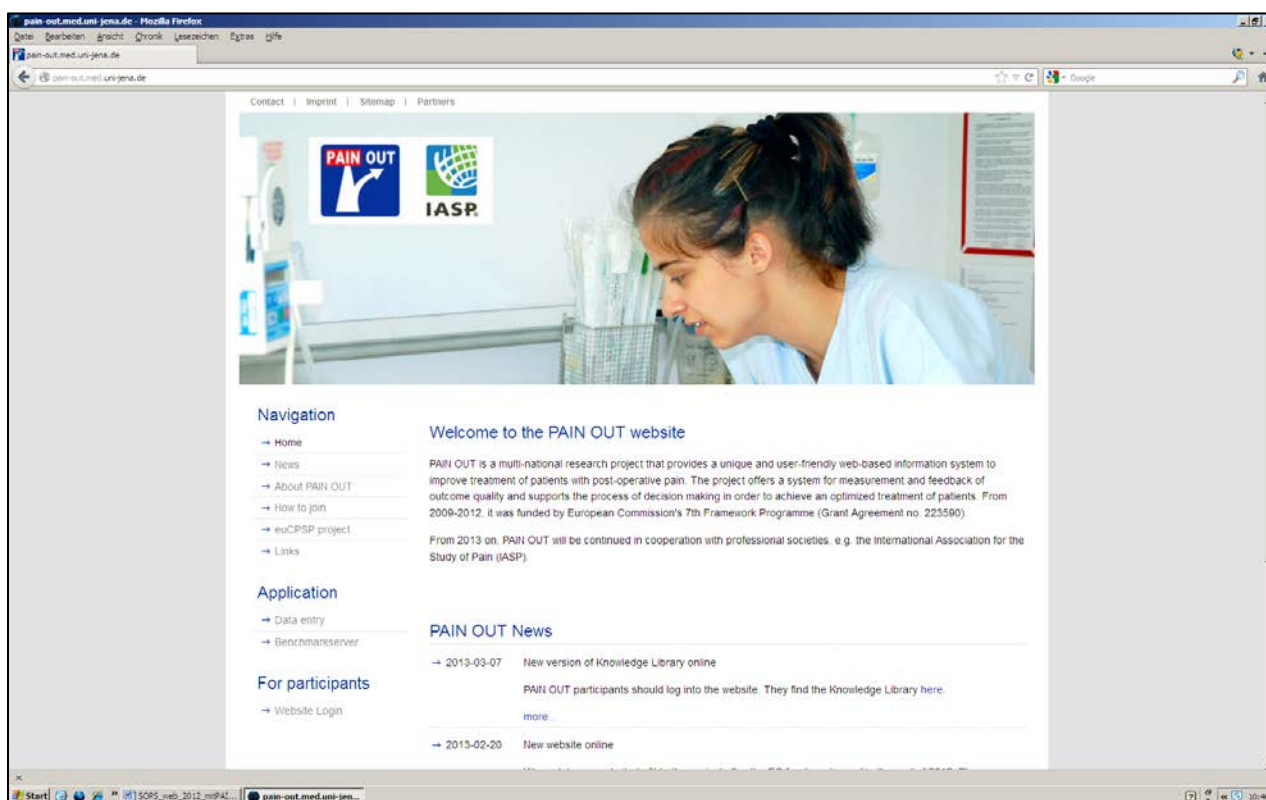 pain-out.med.uni-jena.de - Mozilla Firefox
Datei Bearbeiten Ansicht Chronik Lesezeichen Extras Hilfe
pain-out.med.uni-jena.de
pain-out.med.uni-jena.de
Google
Contact | Imprint | Sitemap | Partners
PAIN OUT
IASP
Navigation
→ Home
→ News
→ About PAIN OUT
→ How to join
→ euCPSP project
→ Links
Application
→ Data entry
→ Benchmarkserver
For participants
→ Website Login
Welcome to the PAIN OUT website
PAIN OUT is a multi-national research project that provides a unique and user-friendly web-based information system to
improve treatment of patients with post-operative pain. The project offers a system for measurement and feedback of
outcome quality and supports the process of decision making in order to achieve an optimized treatment of patients. From
2009-2012, it was funded by European Commission's 7th Framework Programme (Grant Agreement no. 223590)
From 2013 on, PAIN OUT will be continued in cooperation with professional societies, e.g. the International Association for the
Study of Pain (IASP).
PAIN OUT News
→ 2013-03-07 New version of Knowledge Library online
PAIN OUT participants should log into the website. They find the Knowledge Library here.
more...
→ 2013-02-20 New website online
Start
pain-out.med.uni-jen...